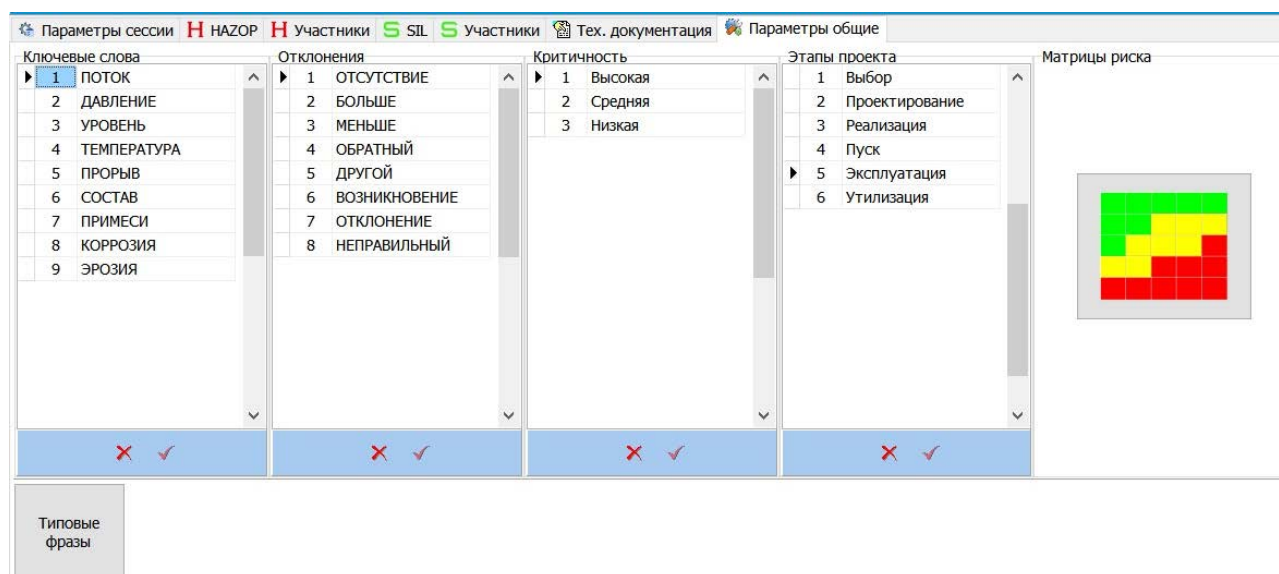 Параметры сессии H HAZOP H Участники S SIL S Участники Тех. документация Параметры общие
Ключевые слова
1 ПОТОК
2 ДАВЛЕНИЕ
3 УРОВЕНЬ
4 ТЕМПЕРАТУРА
5 ПРОРЫВ
6 СОСТАВ
7 ПРИМЕСИ
8 КОРРОЗИЯ
9 ЭРОЗИЯ
Отклонения
1 ОТСУТСТВИЕ
2 БОЛЬШЕ
3 МЕНЬШЕ
4 ОБРАТНЫЙ
5 ДРУГОЙ
6 ВОЗНИКНОВЕНИЕ
7 ОТКЛОНЕНИЕ
8 НЕПРАВИЛЬНЫЙ
Критичность
1 Высокая
2 Средняя
3 Низкая
Этапы проекта
1 Выбор
2 Проектирование
3 Реализация
4 Пуск
5 Эксплуатация
6 Утилизация
Матрицы риска
Типовые
фразы